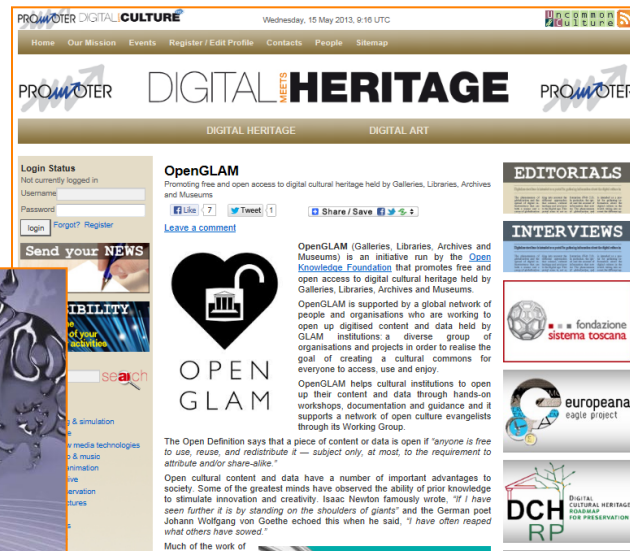 PROMOTER DIGITAL CULTURE
Wednesday, 15 May 2013, 9:16 UTC
Uncommon Culture
Home Our Mission Events Register / Edit Profile Contacts People Sitemap
PROMOTER
DIGITAL MEETS HERITAGE
PROMOTER
DIGITAL HERITAGE DIGITAL ART
Login Status
Not currently logged in
Username
Password
login Forgot? Register
Send your NEWS
IBILITY
of your
activities
search
g & simulation
w media technologies
& music
animation
ive
servation
ctures
s
OpenGLAM
Promoting free and open access to digital cultural heritage held by Galleries, Libraries, Archives
and Museums
Like 7 Tweet 1 Share / Save
Leave a comment
OPEN
GLAM
OpenGLAM (Galleries, Libraries, Archives and
Museums) is an initiative run by the Open
Knowledge Foundation that promotes free and
open access to digital cultural heritage held by
Galleries, Libraries, Archives and Museums.
OpenGLAM is supported by a global network of
people and organisations who are working to
open up digitised content and data held by
GLAM institutions: a diverse group of
organisations and projects in order to realise the
goal of creating a cultural commons for
everyone to access, use and enjoy.
OpenGLAM helps cultural institutions to open
up their content and data through hands-on
workshops, documentation and guidance and it
supports a network of open culture evangelists
through its Working Group.
The Open Definition says that a piece of content or data is open if "anyone is free
to use, reuse, and redistribute it — subject only, at most, to the requirement to
attribute and/or share-alike."
Open cultural content and data have a number of important advantages to
society. Some of the greatest minds have observed the ability of prior knowledge
to stimulate innovation and creativity. Isaac Newton famously wrote, "If I have
seen further it is by standing on the shoulders of giants" and the German poet
Johann Wolfgang von Goethe echoed this when he said, "I have often reaped
what others have sowed."
Much of the work of
EDITORIALS
INTERVIEWS
fondazione
sistema toscana
europeana
eagle project
DCH
RP
DIGITAL
CULTURAL HERITAGE
ROADMAP
FOR PRESERVATION